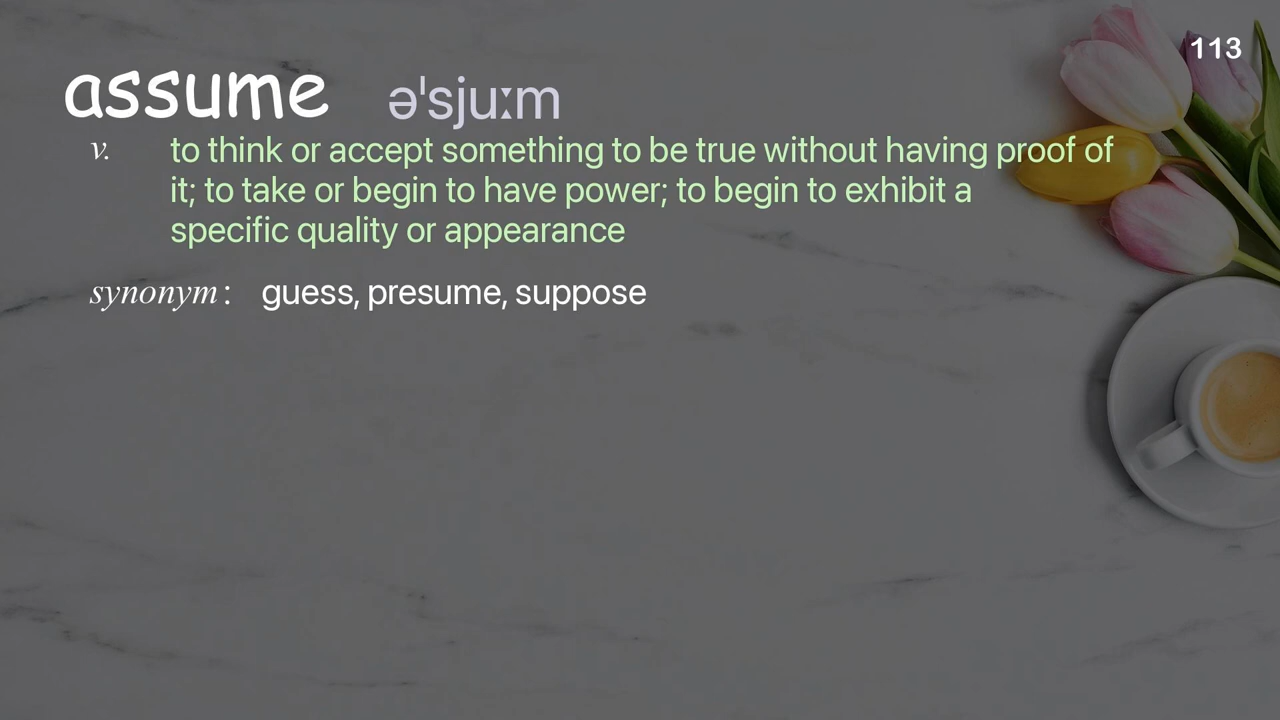 113
assume əˈsjuːm
v. to think or accept something to be true without having proof of
it; to take or begin to have power; to begin to exhibit a
specific quality or appearance
synonym: guess, presume, suppose